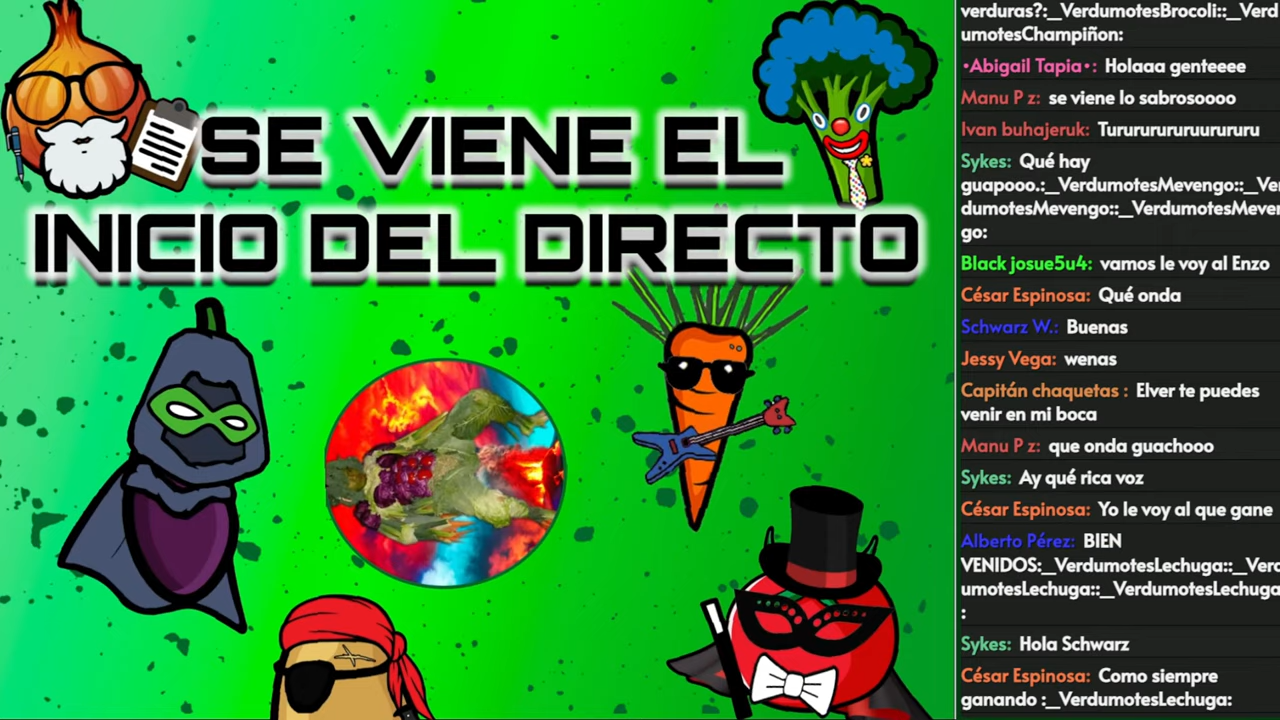 SE VIENE EL
INICIO DEL DIRECTO
verduras?:_VerdumotesBrocoli::_Verd
umotesChampiñon:
•Abigail Tapia•: Holaaa genteeee
Manu P z: se viene lo sabrosoooo
Ivan buhajeruk: Turururururuurururu
Sykes: Qué hay
guapooo.:_VerdumotesMevengo::_Ver
dumotesMevengo::_VerdumotesMeven
go:
Black josue5u4: vamos le voy al Enzo
César Espinosa: Qué onda
Schwarz W.: Buenas
Jessy Vega: wenas
Capitán chaquetas : Elver te puedes
venir en mi boca
Manu P z: que onda guachooo
Sykes: Ay qué rica voz
César Espinosa: Yo le voy al que gane
Alberto Pérez: BIEN
VENIDOS:_VerdumotesLechuga::_Verd
umotesLechuga::_VerdumotesLechuga
:
Sykes: Hola Schwarz
César Espinosa: Como siempre
ganando :_VerdumotesLechuga: